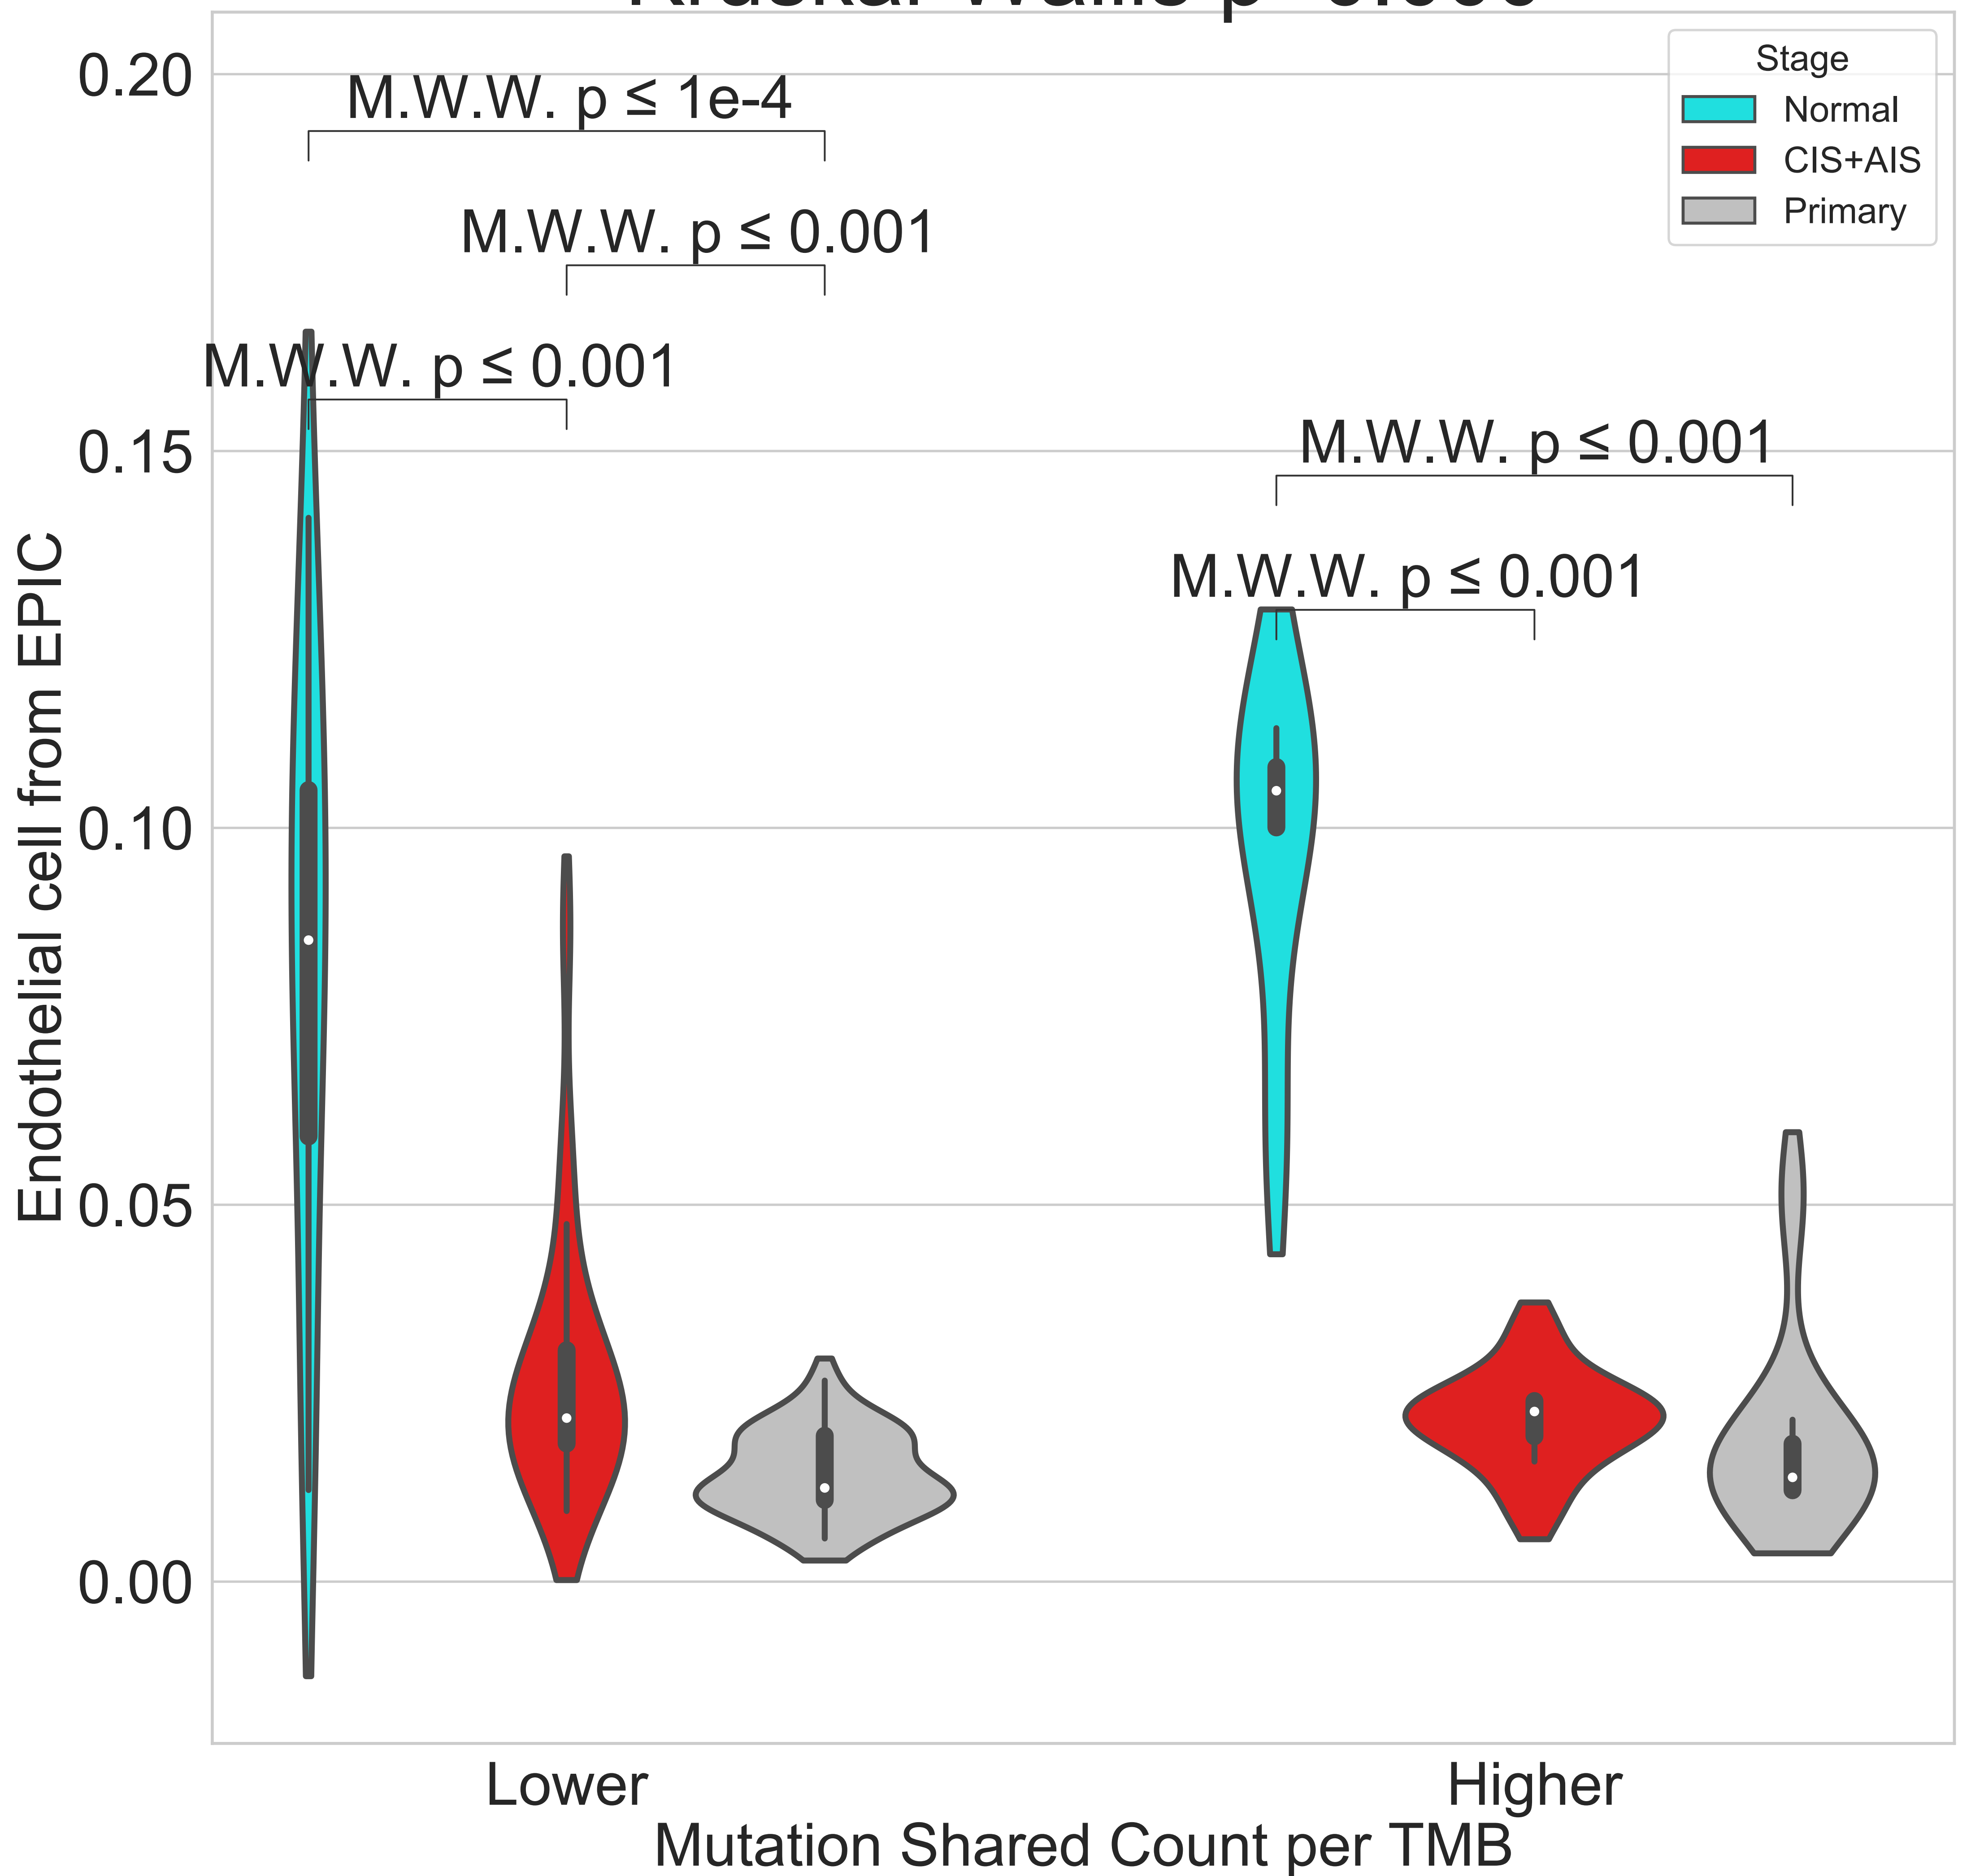 Stage
Normal
CIS+AIS
Primary
0.20
0.15
0.10
0.05
0.00
Endothelial cell from EPIC
M.W.W. p ≤ 1e-4
M.W.W. p ≤ 0.001
M.W.W. p ≤ 0.001
M.W.W. p ≤ 0.001
M.W.W. p ≤ 0.001
Lower
Higher
Mutation Shared Count per TMB